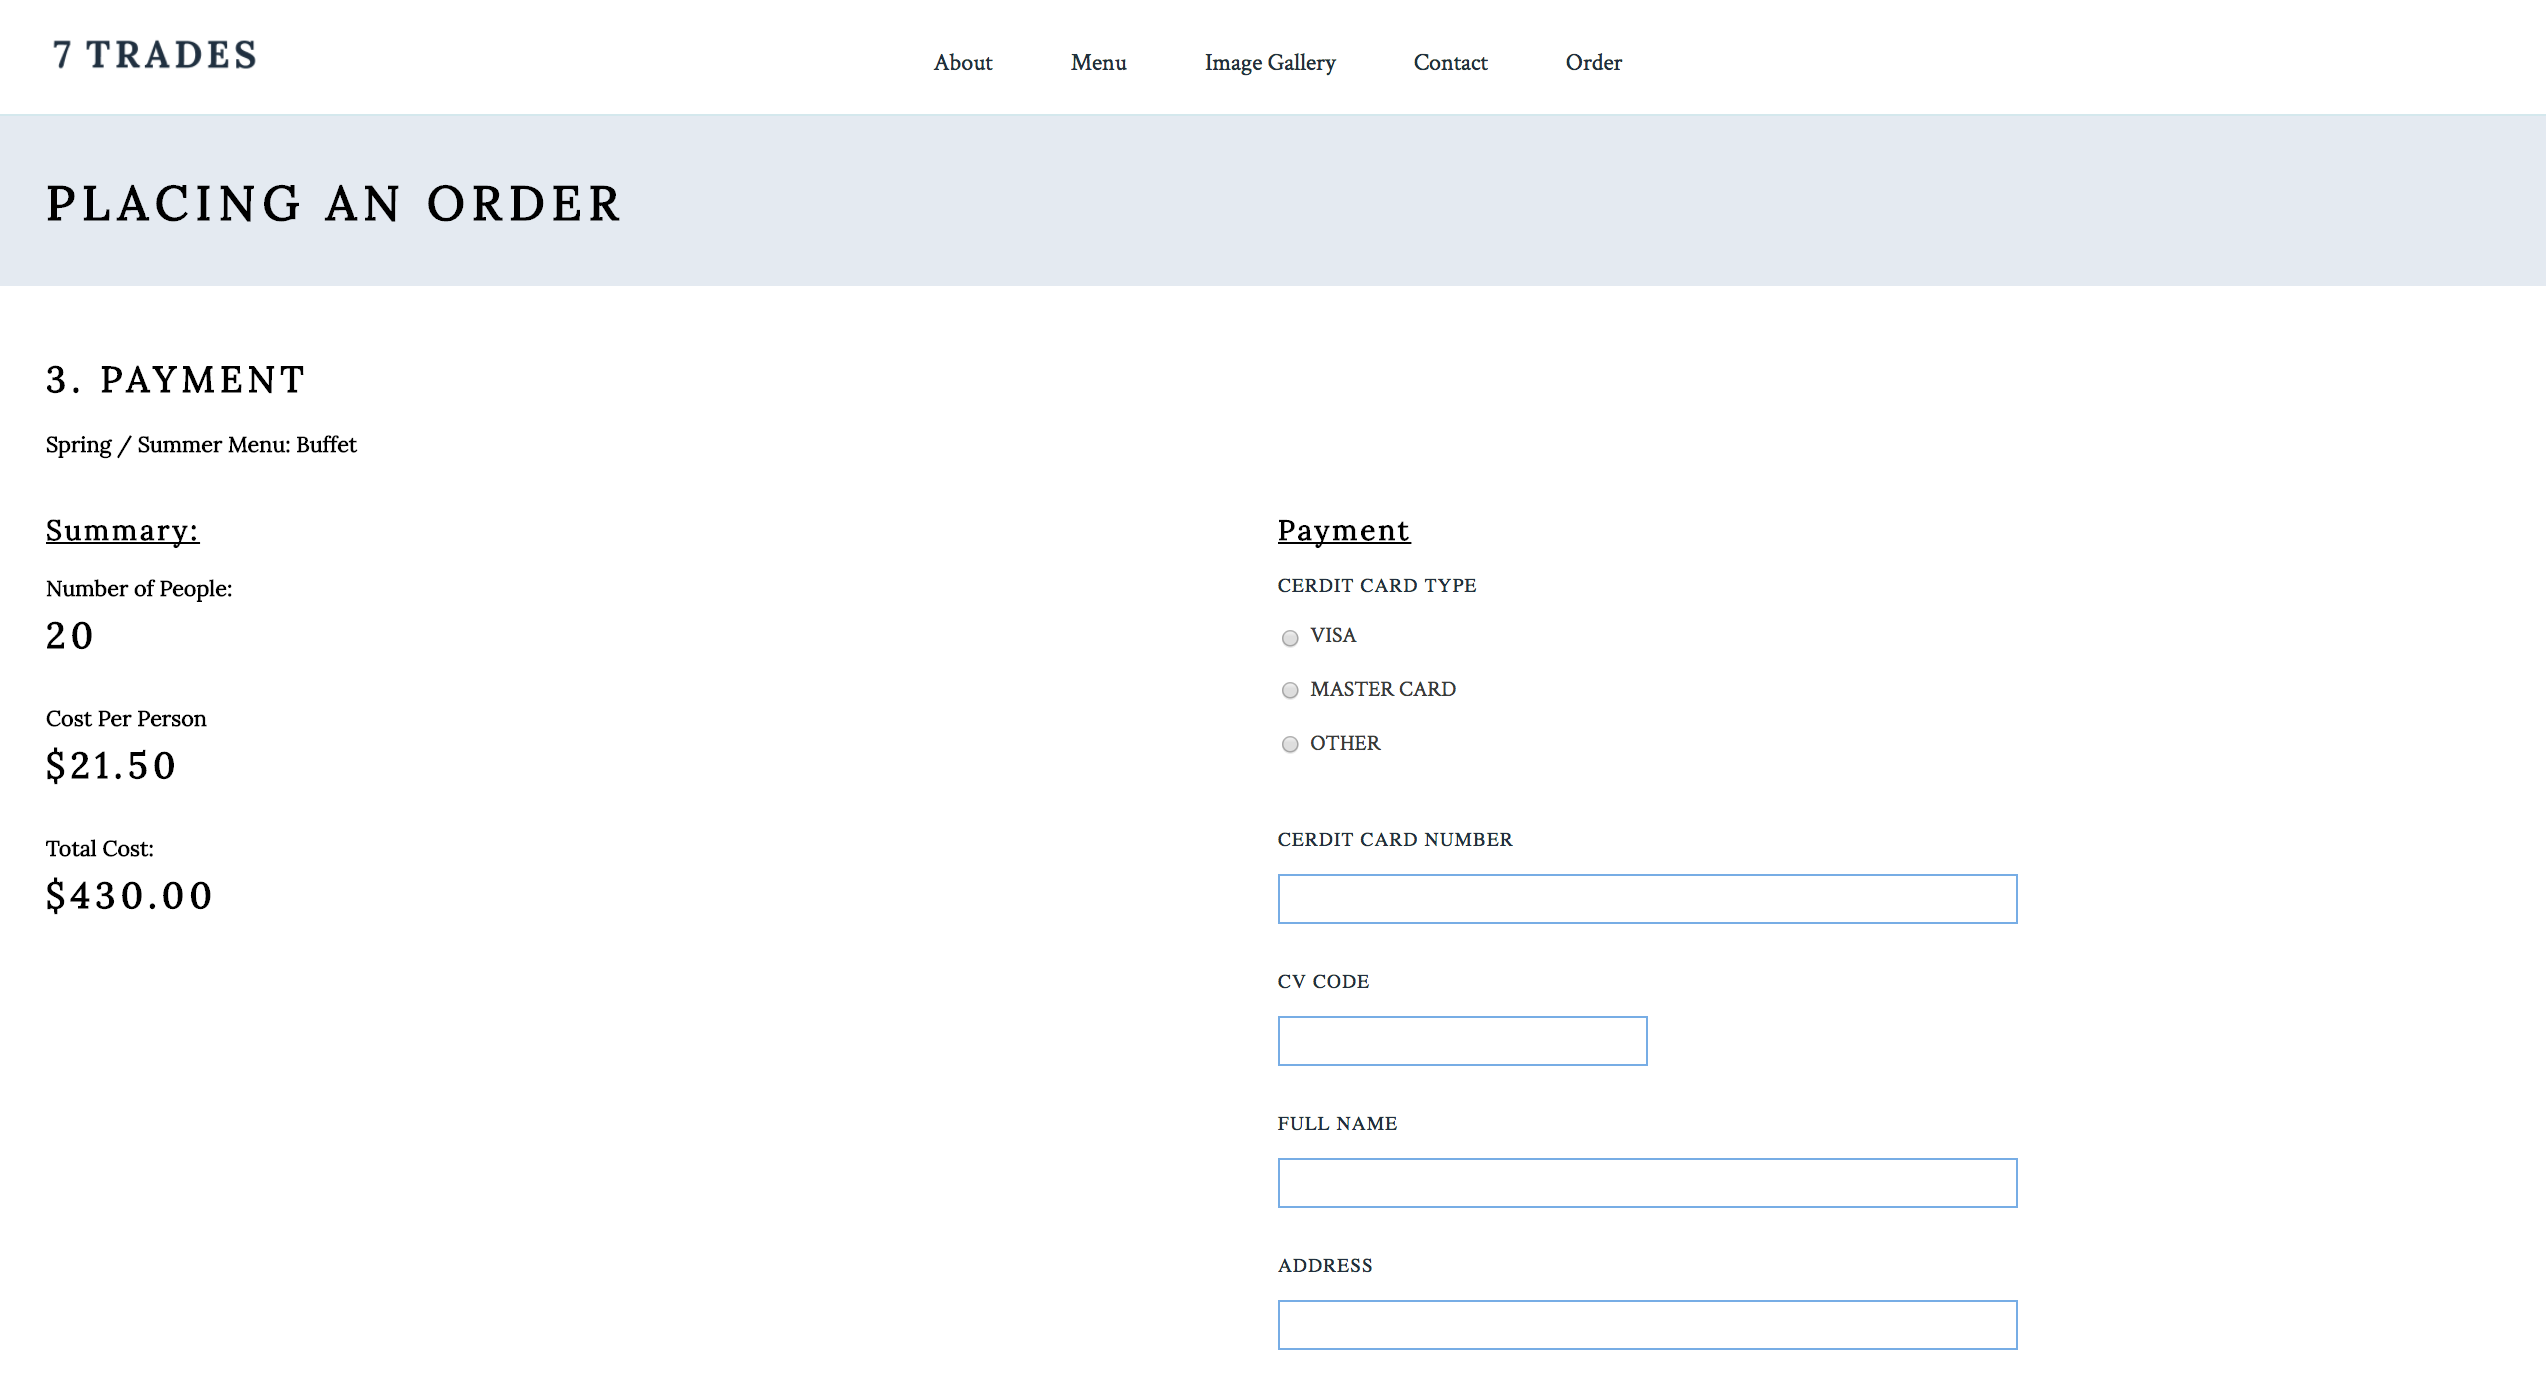 7 TRADES
About
Menu
Image Gallery
Contact
Order
PLACING AN ORDER
3. PAYMENT
Spring / Summer Menu: Buffet
Summary:
Number of People:
20
Cost Per Person
$21.50
Total Cost:
$430.00
Payment
CERDIT CARD TYPE
VISA
MASTER CARD
OTHER
CERDIT CARD NUMBER
CV CODE
FULL NAME
ADDRESS